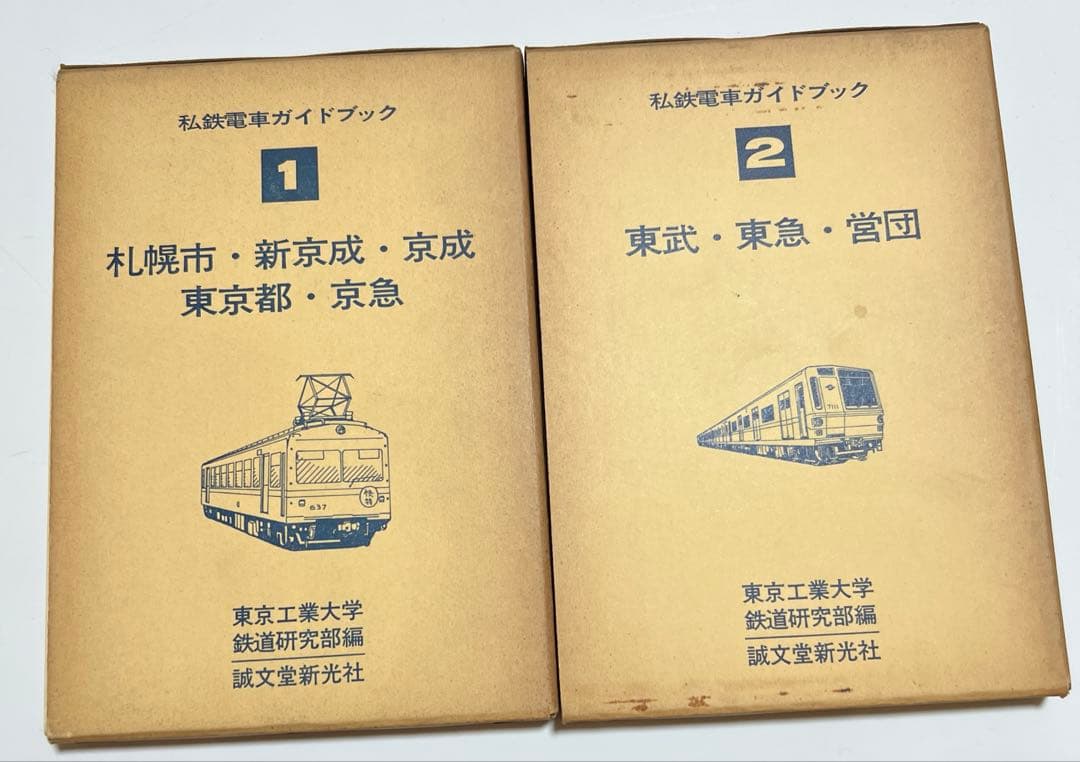 私鉄電車ガイドブック
1
札幌市・新京成・京成
東京都・京急
快特
637
東京工業大学
鉄道研究部編
誠文堂新光社
私鉄電車ガイドブック
2
東武・東急・営団
7111
東京工業大学
鉄道研究部編
誠文堂新光社